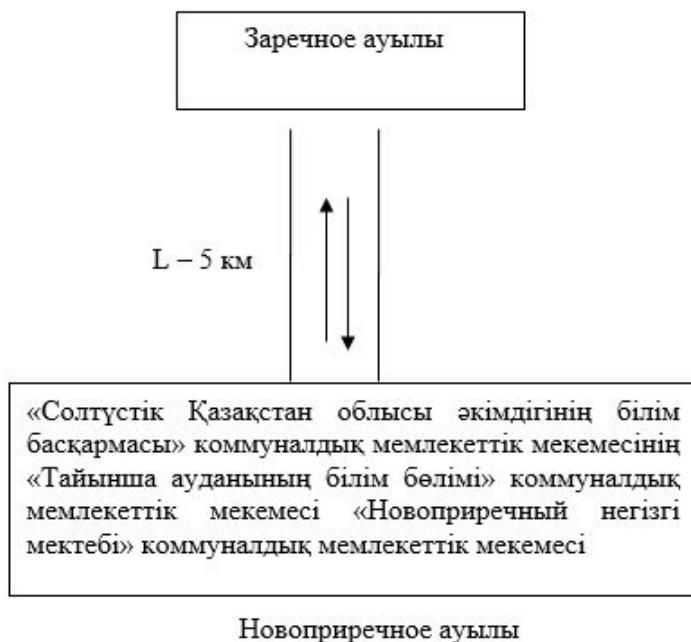 Заречное ауылы
L – 5 км
«Солтүстік Қазақстан облысы әкімдігінің білім
басқармасы» коммуналдық мемлекеттік мекемесінің
«Тайынша ауданының білім бөлімі» коммуналдық
мемлекеттік мекемесі «Новоприречный негізгі
мектебі» коммуналдық мемлекеттік мекемесі
Новоприречное ауылы